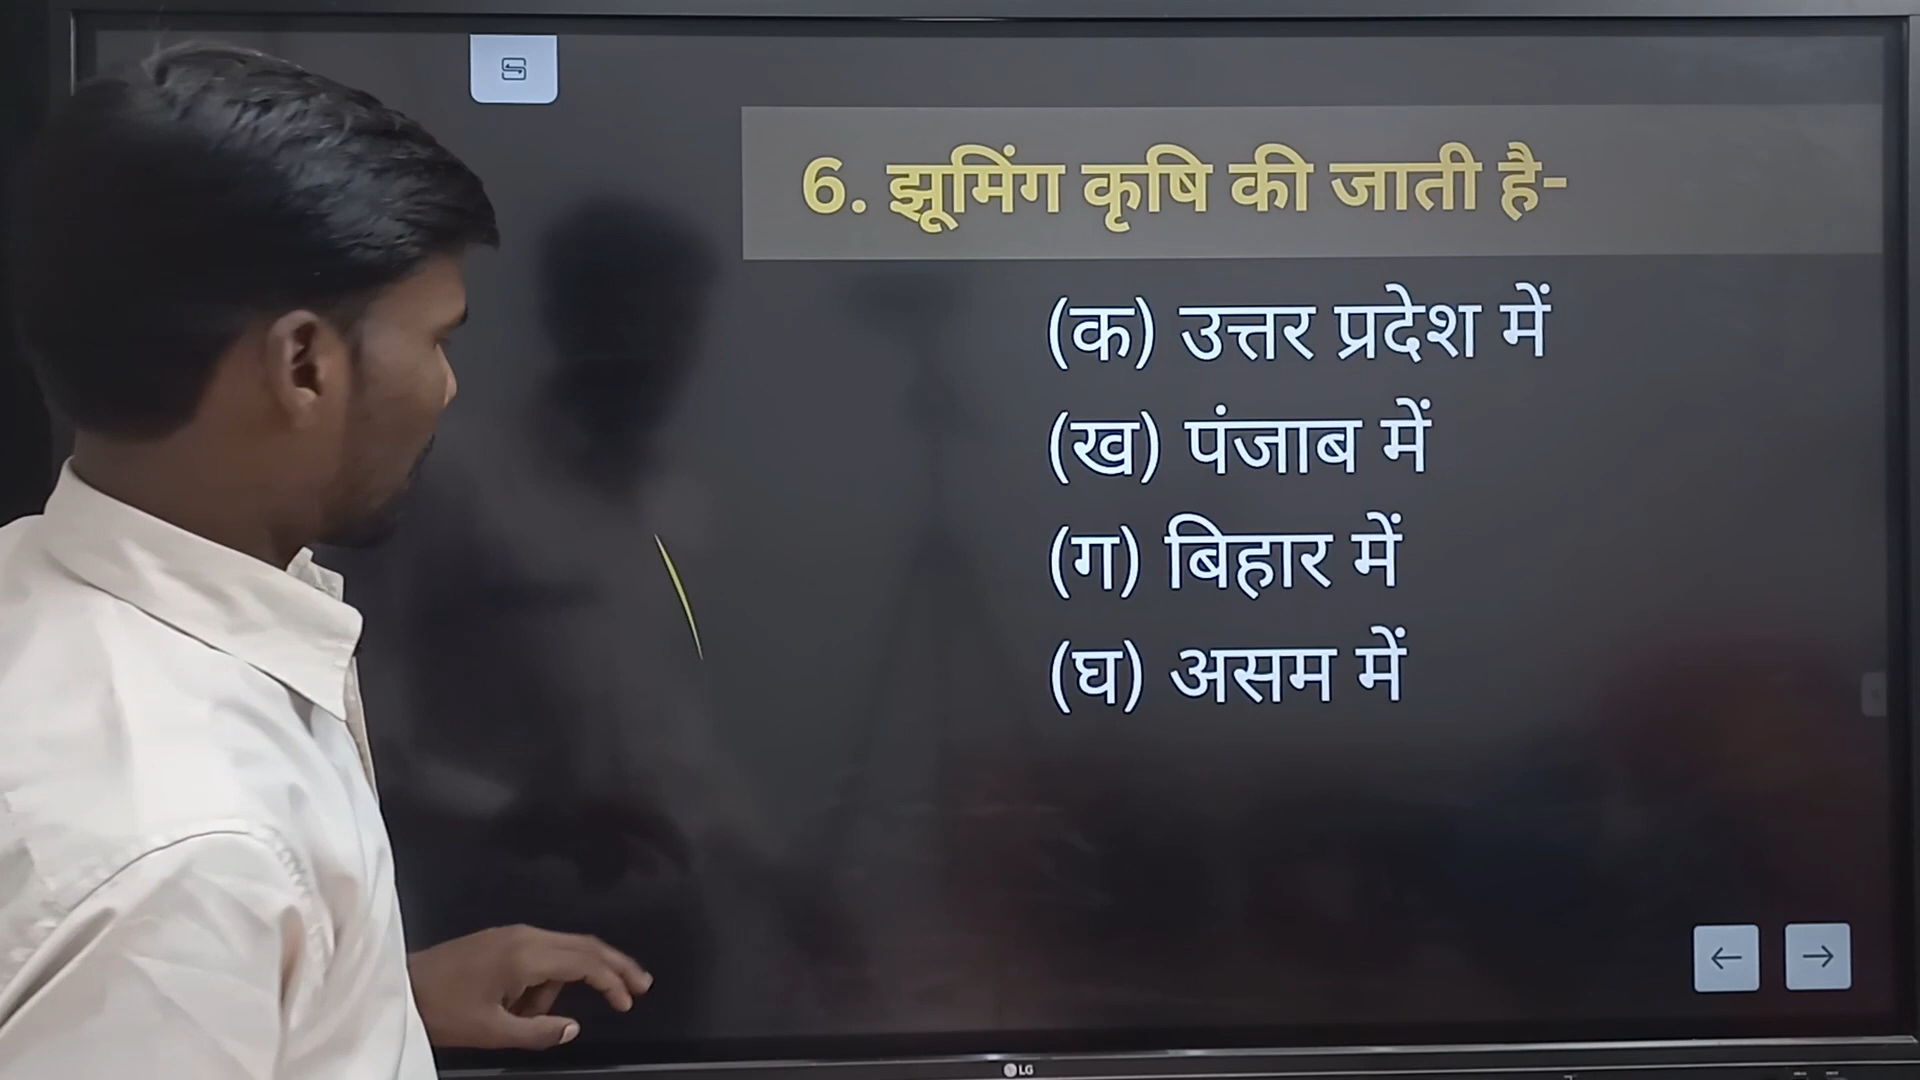 6. झूमिंग कृषि की जाती है-
(क) उत्तर प्रदेश में
(ख) पंजाब में
(ग) बिहार में
(घ) असम में
LG